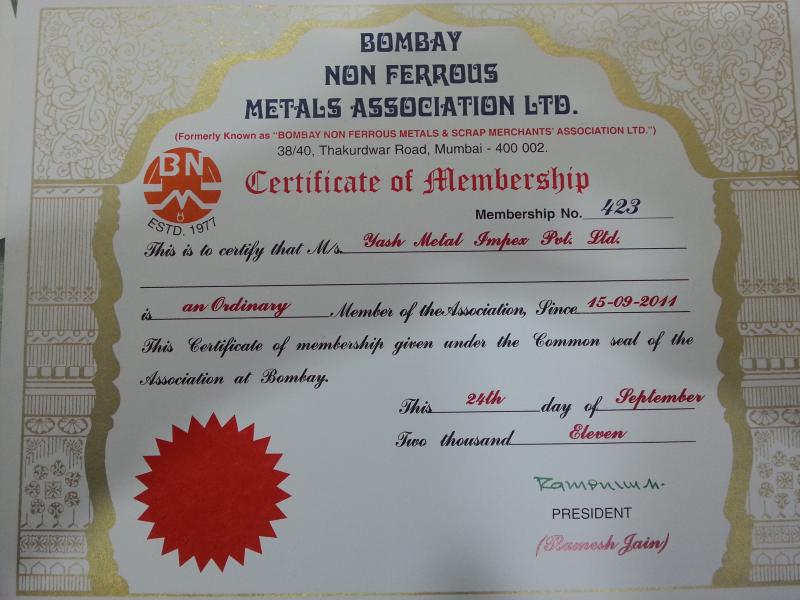 BOMBAY
NON FERROUS
METALS ASSOCIATION LTD.
(Formerly Known as "BOMBAY NON FERROUS METALS & SCRAP MERCHANTS' ASSOCIATION LTD.")
38/40, Thakurdwar Road, Mumbai - 400 002.
BN
M
ESTD. 1977
Certificate of Membership
Membership No. 423
This is to certify that M/s. Yash Metal Impex Pvt. Ltd.
is an Ordinary Member of the Association, Since 15-09-2011
This Certificate of membership given under the Common seal of the
Association at Bombay.
This 24th day of September
Two thousand Eleven
PRESIDENT
(Ramesh Jain)